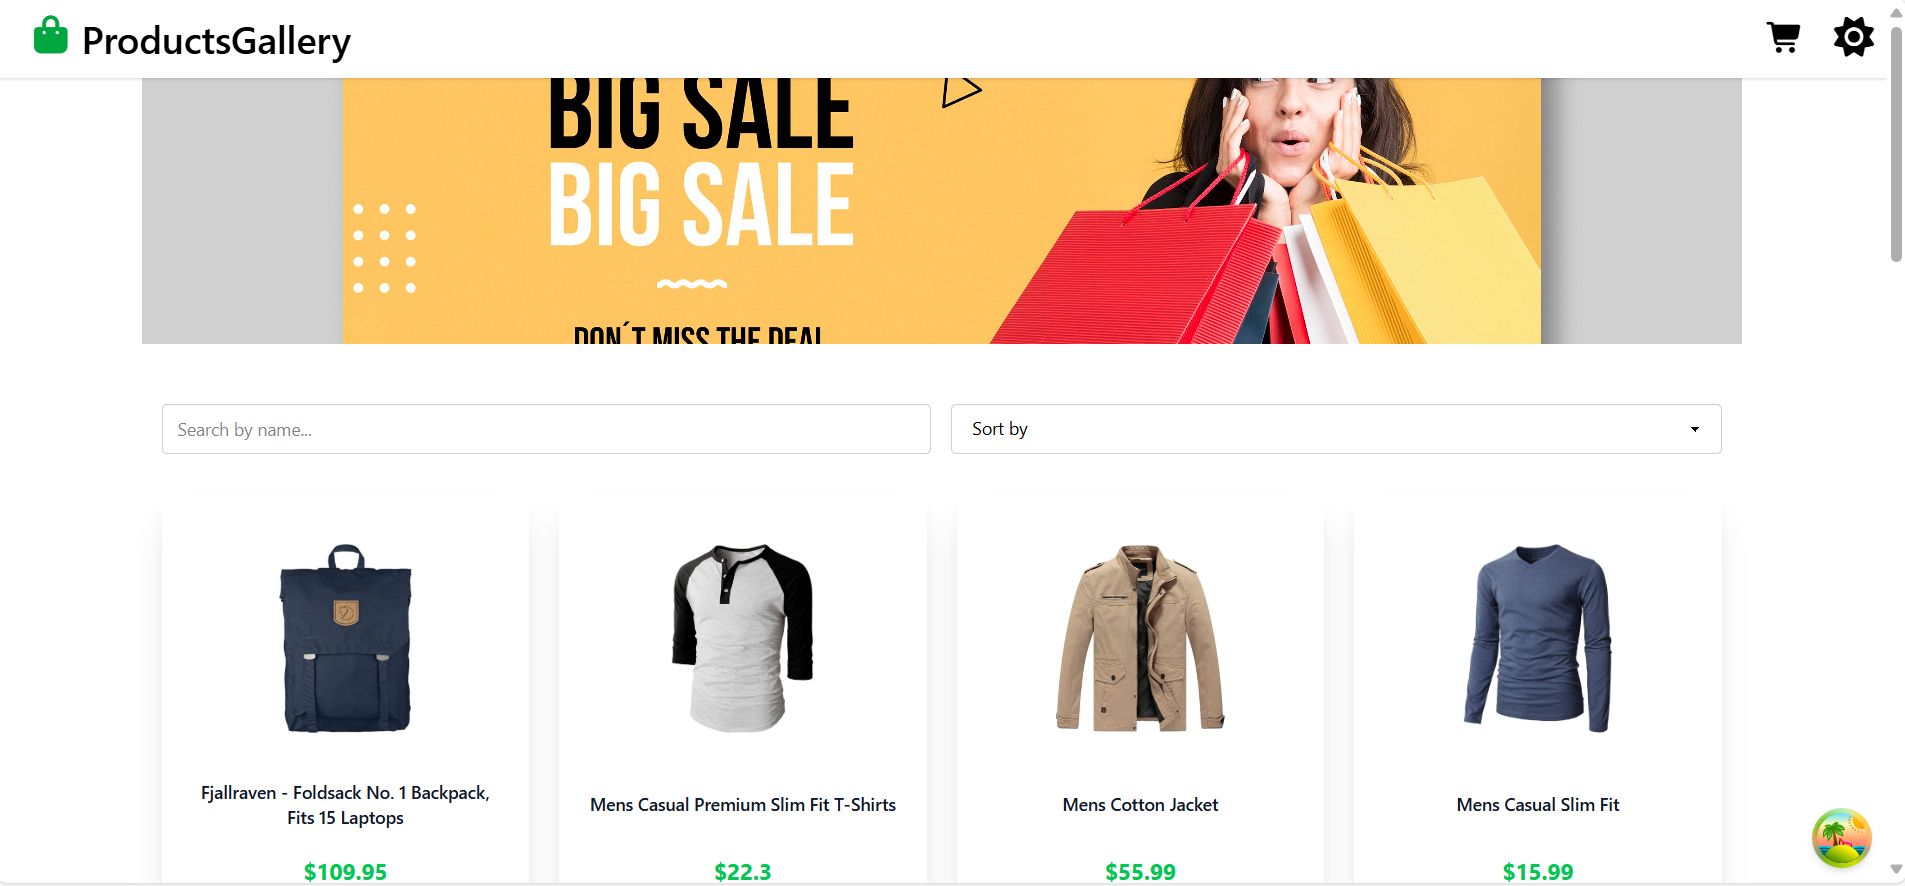 ProductsGallery
BIG SALE
BIG SALE
DON´T MISS THE DEAL
Search by name...
Sort by
Fjallraven - Foldsack No. 1 Backpack,
Fits 15 Laptops
$109.95
Mens Casual Premium Slim Fit T-Shirts
$22.3
Mens Cotton Jacket
$55.99
Mens Casual Slim Fit
$15.99